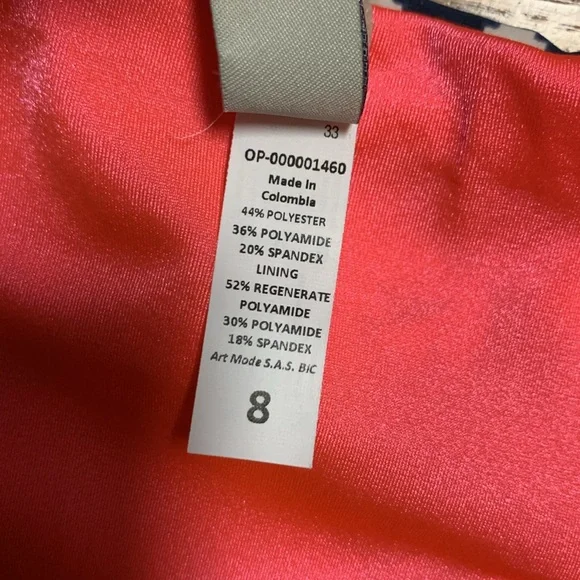 33
OP-000001460
Made in
Colombia
44% POLYESTER
36% POLYAMIDE
20% SPANDEX
LINING
52% REGENERATE
POLYAMIDE
30% POLYAMIDE
18% SPANDEX
Art Mode S.A.S. BIC
8